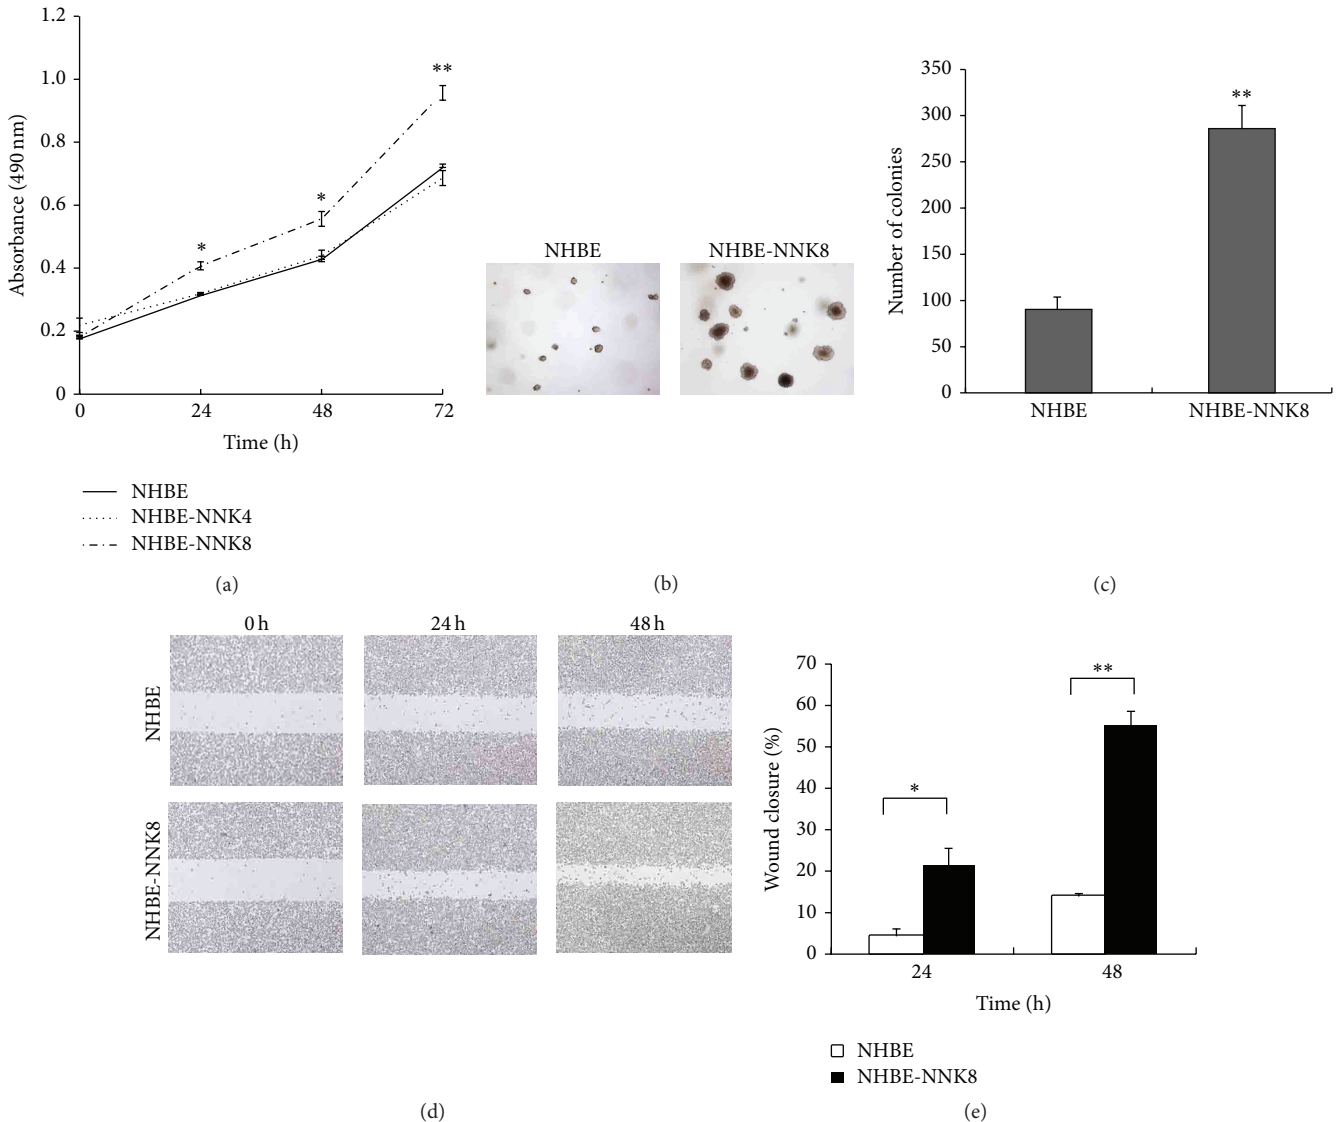 1.2
1.0
0.8
0.6
0.4
0.2
0
Absorbance (490 nm)
*
*
**
0 24 48 72
Time (h)
NHBE
NHBE-NNK4
NHBE-NNK8
(a)
NHBE NHBE-NNK8
(b)
350
300
250
200
150
100
50
0
Number of colonies
**
NHBE NHBE-NNK8
(c)
0 h 24 h 48 h
NHBE
NHBE-NNK8
(d)
70
60
50
40
30
20
10
0
Wound closure (%)
*
**
24 48
Time (h)
NHBE
NHBE-NNK8
(e)